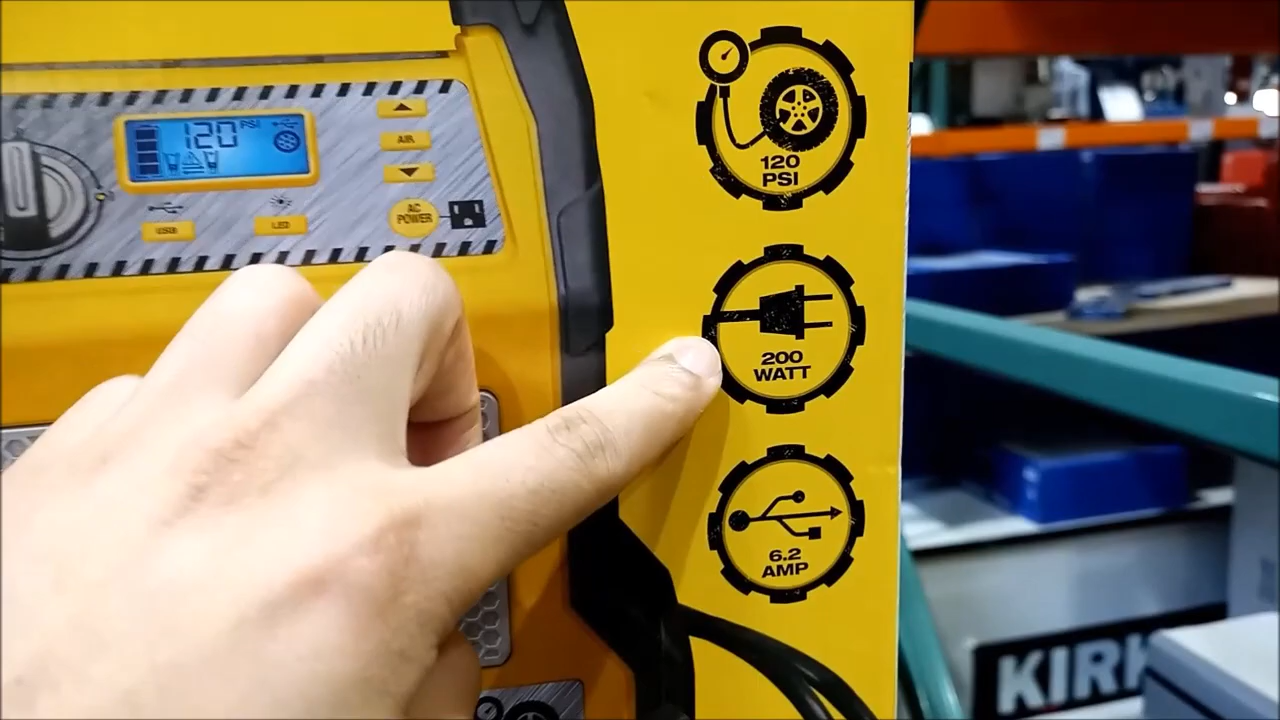 120 PSI
AIR
AC
POWER
USB
LED
120
PSI
200
WATT
6.2
AMP
KIRK